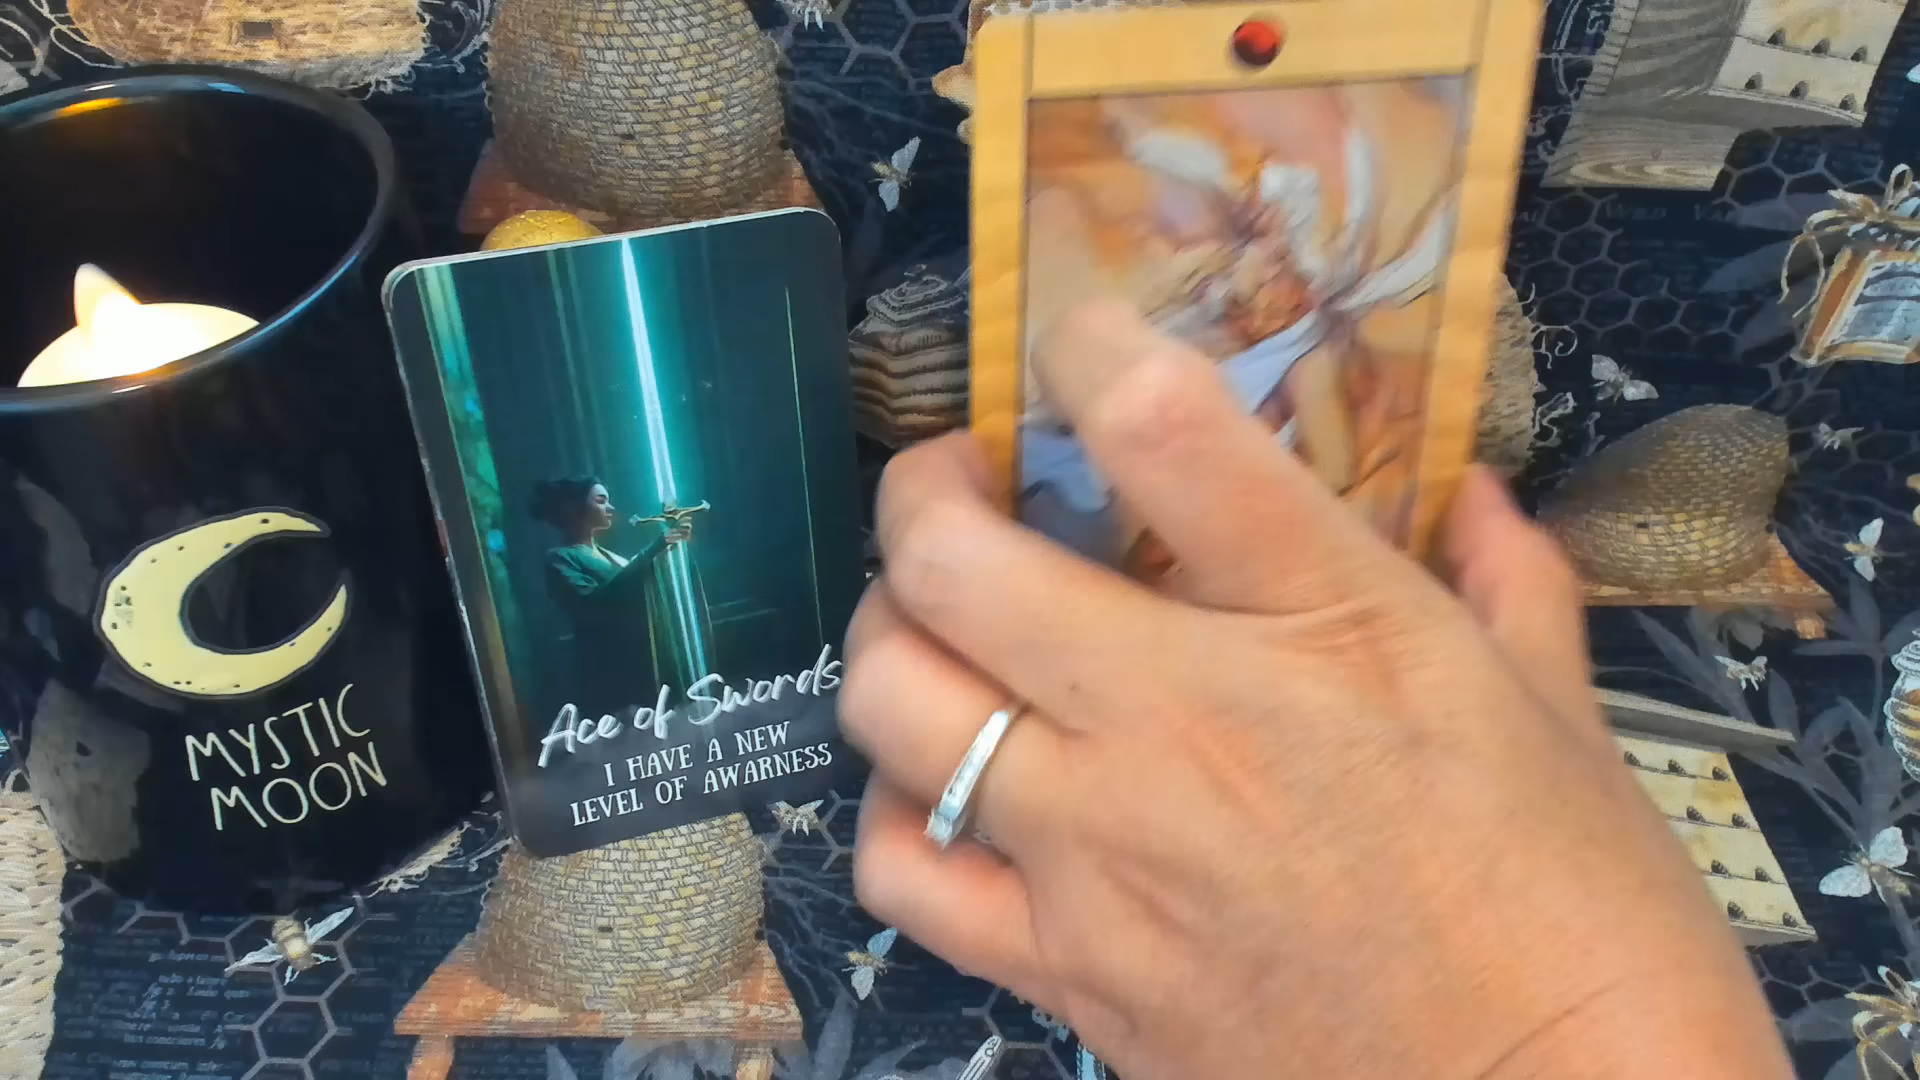 MYSTIC
MOON
Ace of Swords
I HAVE A NEW
LEVEL OF AWARNESS